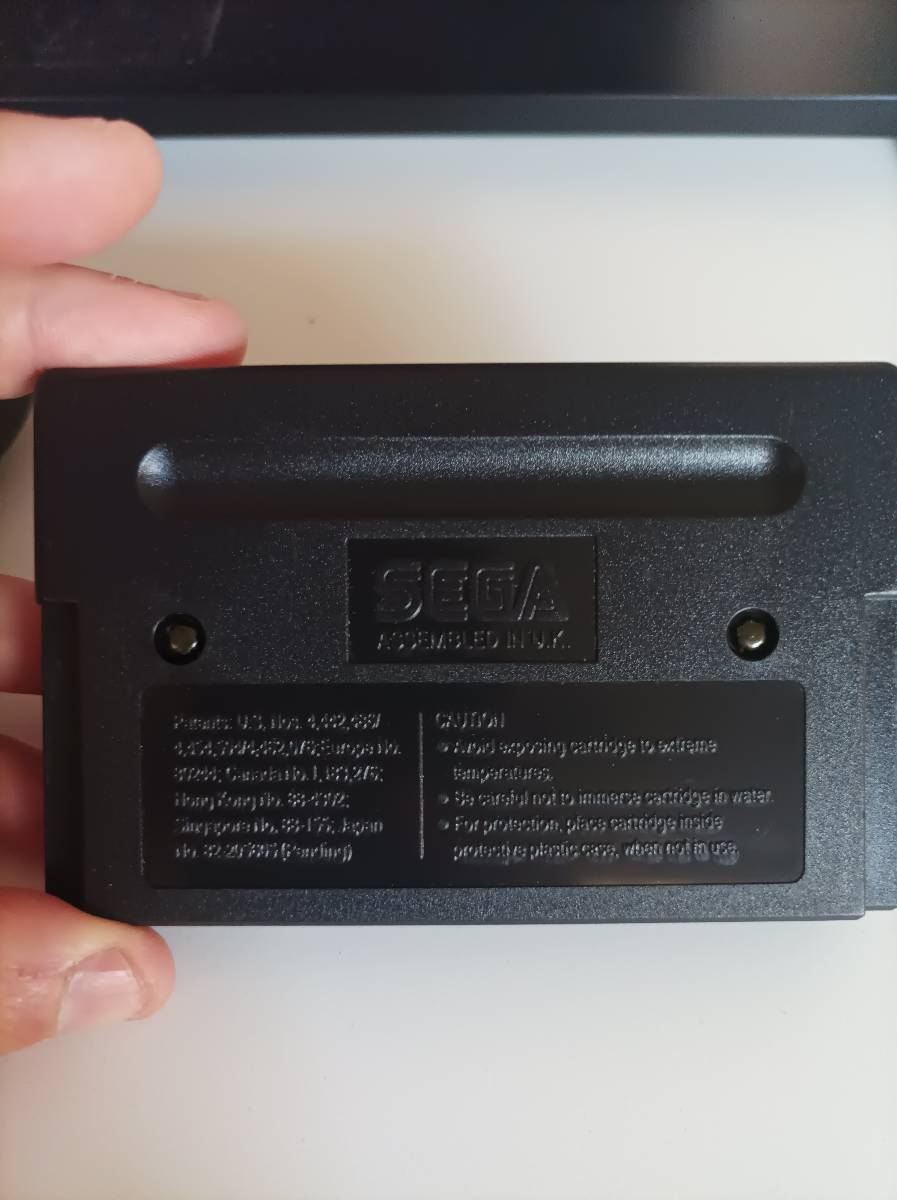 SEGA
ASSEMBLED IN U.K.
Patents: U.S. Nos. 4,442,486/
4,454,594/4,462,076; Europe No.
80244; Canada No. 1,183,276;
Hong Kong No. 88-4302;
Singapore No. 88-155; Japan
No. 82-205605 (Pending)
CAUTION
• Avoid exposing cartridge to extreme
temperatures.
• Be careful not to immerse cartridge in water.
• For protection, place cartridge inside
protective plastic case, when not in use.